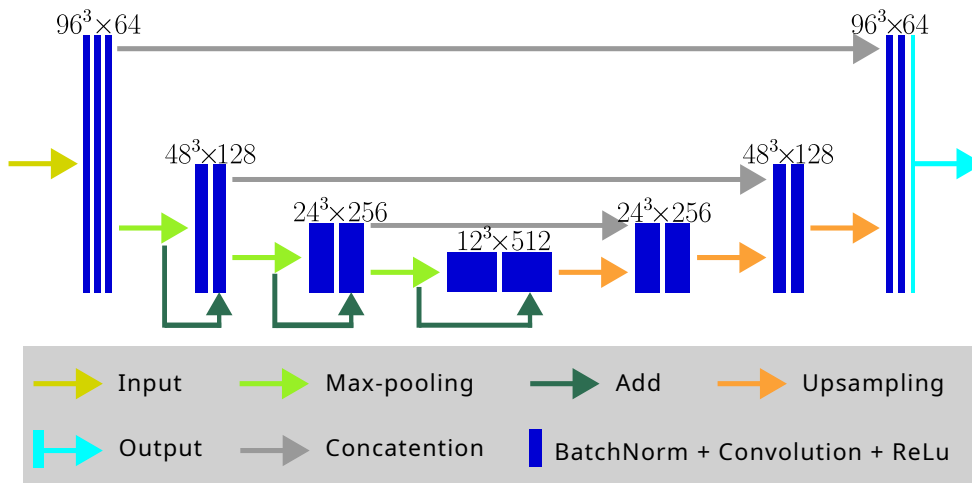 96³×64
96³×64
48³×128
48³×128
24³×256
24³×256
12³×512
Input
Max-pooling
Add
Upsampling
Output
Concatention
BatchNorm + Convolution + ReLu